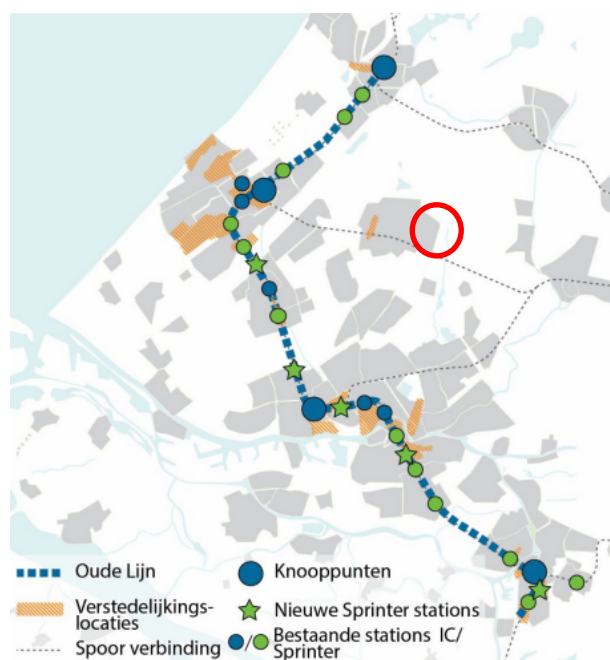 Oude Lijn
Knooppunten
Verstedelijkings-
locaties
Nieuwe Sprinter stations
Spoor verbinding
/
Bestaande stations IC/
Sprinter